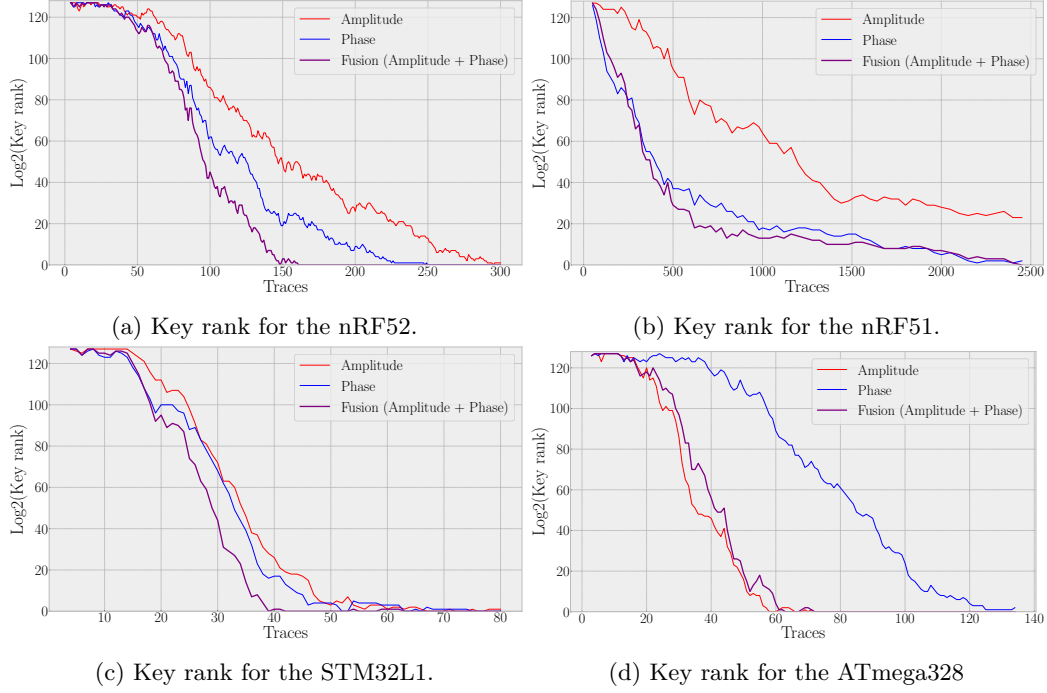 120
100
80
60
40
20
0
Log2(Key rank)
Amplitude
Phase
Fusion (Amplitude + Phase)
0 50 100 150 200 250 300
Traces
(a) Key rank for the nRF52.
120
100
80
60
40
20
0
Log2(Key rank)
Amplitude
Phase
Fusion (Amplitude + Phase)
500 1000 1500 2000 2500
Traces
(b) Key rank for the nRF51.
120
100
80
60
40
20
0
Log2(Key rank)
Amplitude
Phase
Fusion (Amplitude + Phase)
10 20 30 40 50 60 70 80
Traces
(c) Key rank for the STM32L1.
120
100
80
60
40
20
0
Log2(Key rank)
Amplitude
Phase
Fusion (Amplitude + Phase)
0 20 40 60 80 100 120 140
Traces
(d) Key rank for the ATmega328